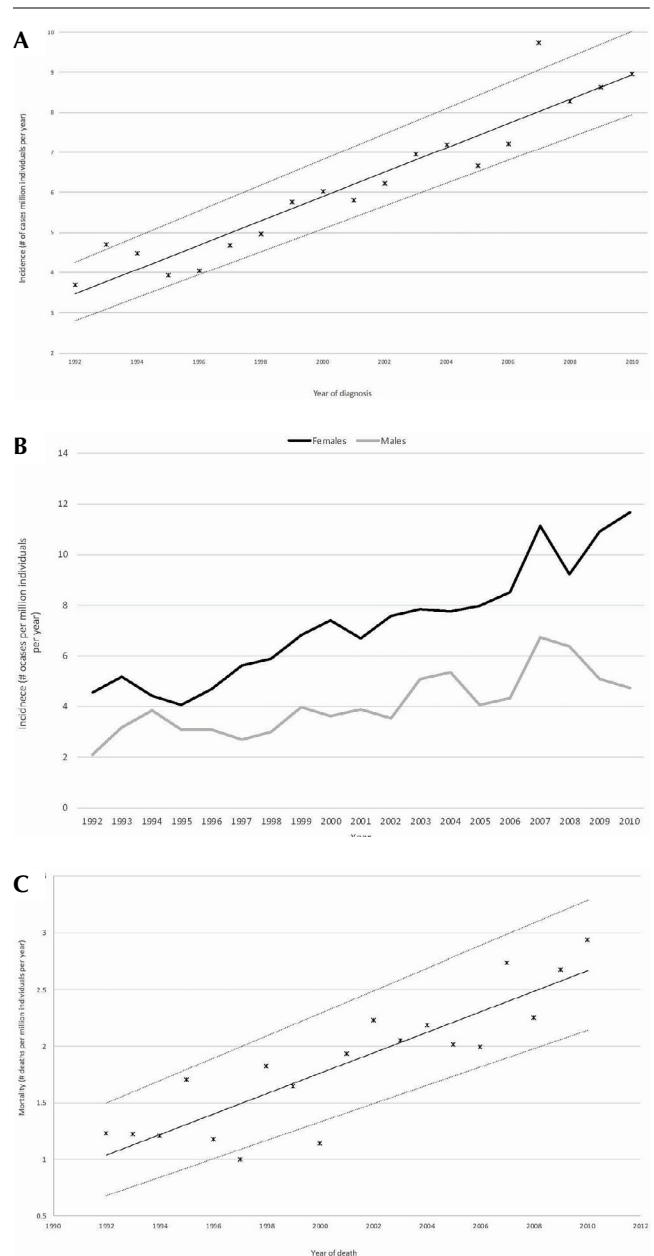 A
10
9
8
7
6
5
4
3
2
Incidence (# of cases million individuals per year)
1992 1994 1996 1998 2000 2002 2004 2006 2008 2010
Year of diagnosis
B
Females Males
14
12
10
8
6
4
2
0
Incidnece (# ocases per million individuals
per year)
1992 1993 1994 1995 1996 1997 1998 1999 2000 2001 2002 2003 2004 2005 2006 2007 2008 2009 2010
C
3
2.5
2
1.5
1
0.5
Mortality (# deaths per million individuals per year)
1990 1992 1994 1996 1998 2000 2002 2004 2006 2008 2010 2012
Year of death